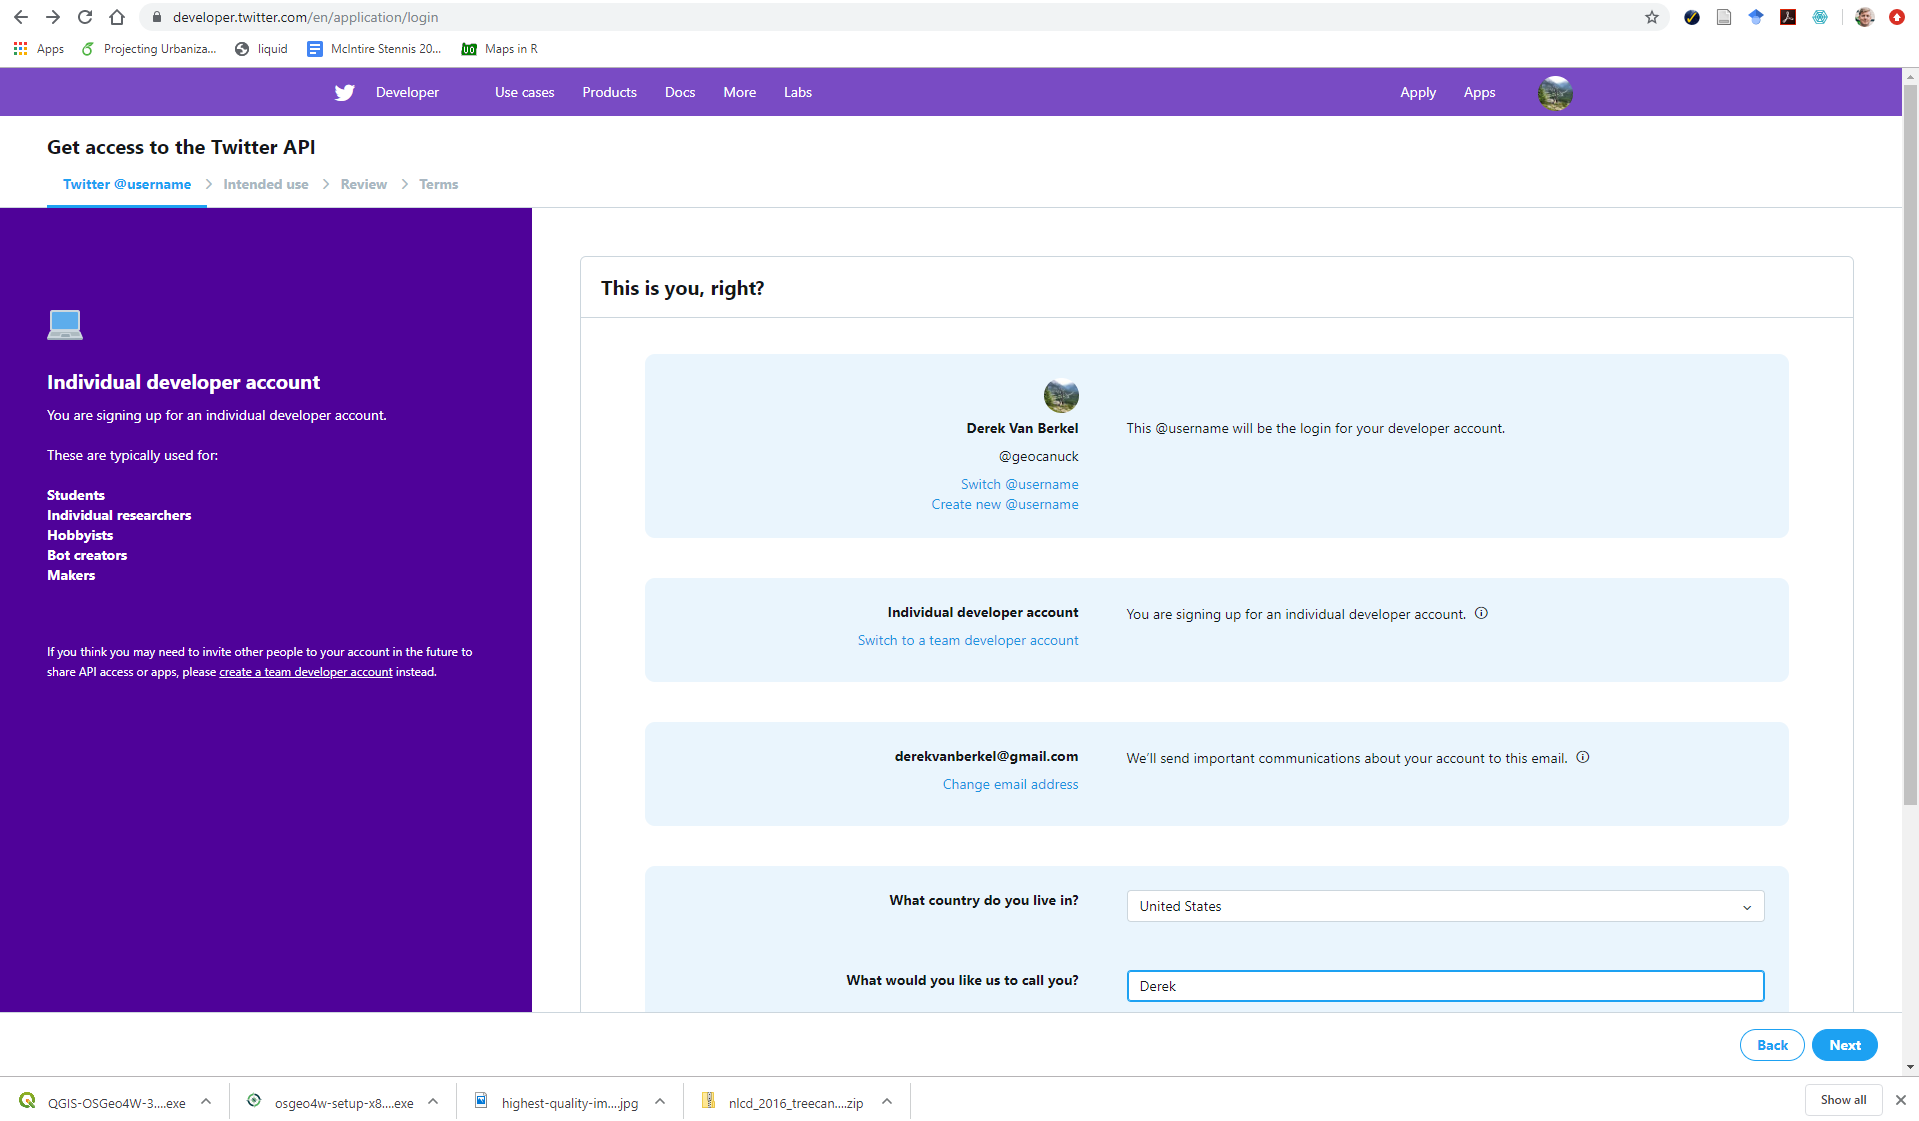 developer.twitter.com/en/application/login
Apps
Projecting Urbaniza...
liquid
McIntire Stennis 20...
UO
Maps in R
Developer
Use cases
Products
Docs
More
Labs
Apply
Apps
Get access to the Twitter API
Twitter @username
Intended use
Review
Terms
Individual developer account
You are signing up for an individual developer account.
These are typically used for:
Students
Individual researchers
Hobbyists
Bot creators
Makers
If you think you may need to invite other people to your account in the future to
share API access or apps, please create a team developer account instead.
This is you, right?
Derek Van Berkel
This @username will be the login for your developer account.
@geocanuck
Switch @username
Create new @username
Individual developer account
You are signing up for an individual developer account.
Switch to a team developer account
derekvanberkel@gmail.com
We'll send important communications about your account to this email.
Change email address
What country do you live in?
United States
What would you like us to call you?
Derek
Back
Next
QGIS-OSGeo4W-3....exe
osgeo4w-setup-x8....exe
highest-quality-im....jpg
nlcd_2016_treecan....zip
Show all